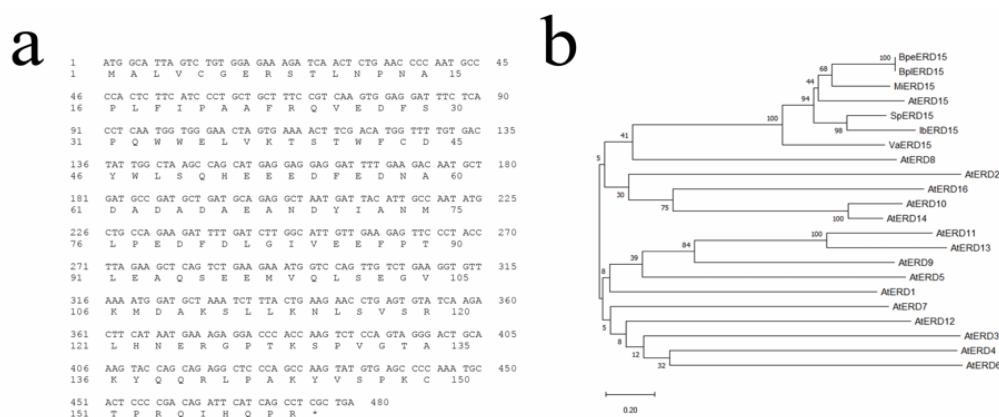 a
1 ATG GCA TTA GTC TGT GGA GAA AGA TCA ACT CTG AAC CCC AAT GCC 45
1 M A L V C G E R S T L N P N A 15
46 CCA CTC TTC ATC CCT GCT GCT TTC CGT CAA GTG GAG GAT TTC TCA 90
16 P L F I P A A F R Q V E D F S 30
91 CCT CAA TGG TGG GAA CTA GTG AAA ACT TCG ACA TGG TTT TGT GAC 135
31 P Q W W E L V K T S T W F C D 45
136 TAT TGG CTA AGC CAG CAT GAG GAG GAG GAT TTT GAA GAC AAT GCT 180
46 Y W L S Q H E E E D F E D N A 60
181 GAT GCC GAT GCT GAT GCA GAG GCT AAT GAT TAC ATT GCC AAT ATG 225
61 D A D A D A E A N D Y I A N M 75
226 CTG CCA GAA GAT TTT GAT CTT GGC ATT GTT GAA GAG TTC CCT ACC 270
76 L P E D F D L G I V E E F P T 90
271 TTA GAA GCT CAG TCT GAA GAA ATG GTC CAG TTG TCT GAA GGT GTT 315
91 L E A Q S E E M V Q L S E G V 105
316 AAA ATG GAT GCT AAA TCT TTA CTG AAG AAC CTG AGT GTA TCA AGA 360
106 K M D A K S L L K N L S V S R 120
361 CTT CAT AAT GAA AGA GGA CCC ACC AAG TCT CCA GTA GGG ACT GCA 405
121 L H N E R G P T K S P V G T A 135
406 AAG TAC CAG CAG AGG CTC CCA GCC AAG TAT GTG AGC CCC AAA TGC 450
136 K Y Q Q R L P A K Y V S P K C 150
451 ACT CCC CGA CAG ATT CAT CAG CCT CGC TGA 480
151 T P R Q I H Q P R *
b
100 BpeERD15
BplERD15
68 MiERD15
44 AtERD15
94 SpERD15
98 IbERD15
100 VaERD15
41 AtERD8
5 AtERD2
30 AtERD16
75 AtERD10
100 AtERD14
100 AtERD11
84 AtERD13
39 AtERD9
8 AtERD5
AtERD1
5 AtERD7
AtERD12
8 AtERD3
12 AtERD4
32 AtERD6
0.20